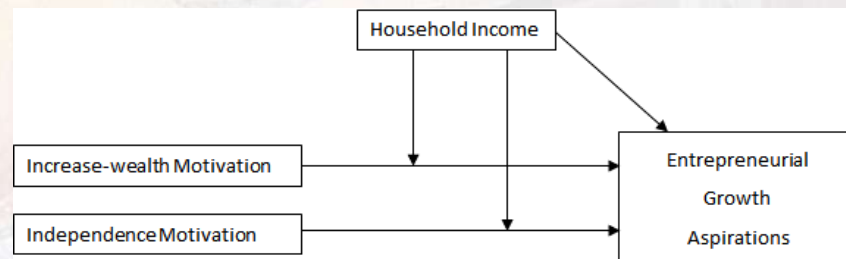 Household Income
Increase-wealth Motivation
Independence Motivation
Entrepreneurial
Growth
Aspirations